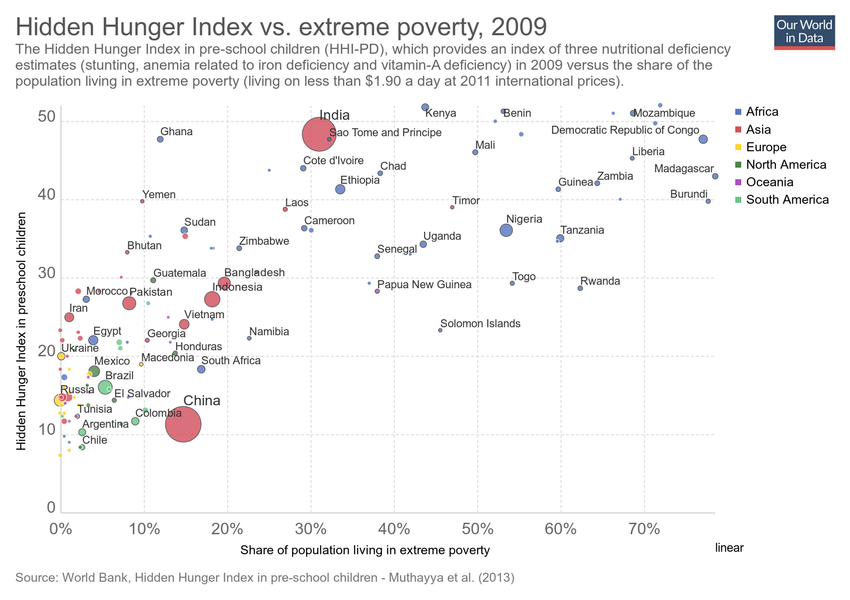 Hidden Hunger Index vs. extreme poverty, 2009
Our World
in Data
The Hidden Hunger Index in pre-school children (HHI-PD), which provides an index of three nutritional deficiency
estimates (stunting, anemia related to iron deficiency and vitamin-A deficiency) in 2009 versus the share of the
population living in extreme poverty (living on less than $1.90 a day at 2011 international prices).
Hidden Hunger Index in preschool children
50
40
30
20
10
0
India
Kenya
Benin
Mozambique
Ghana
Sao Tome and Principe
Democratic Republic of Congo
Mali
Liberia
Cote d'Ivoire
Chad
Madagascar
Ethiopia
Guinea
Zambia
Yemen
Burundi
Laos
Timor
Sudan
Cameroon
Nigeria
Zimbabwe
Uganda
Tanzania
Bhutan
Senegal
Guatemala
Bangladesh
Togo
Rwanda
Morocco
Pakistan
Indonesia
Papua New Guinea
Iran
Vietnam
Solomon Islands
Egypt
Georgia
Namibia
Ukraine
Honduras
Mexico
Macedonia
South Africa
Brazil
Russia
El Salvador
China
Tunisia
Colombia
Argentina
Chile
0%
10%
20%
30%
40%
50%
60%
70%
Share of population living in extreme poverty
linear
Africa
Asia
Europe
North America
Oceania
South America
Source: World Bank, Hidden Hunger Index in pre-school children - Muthayya et al. (2013)